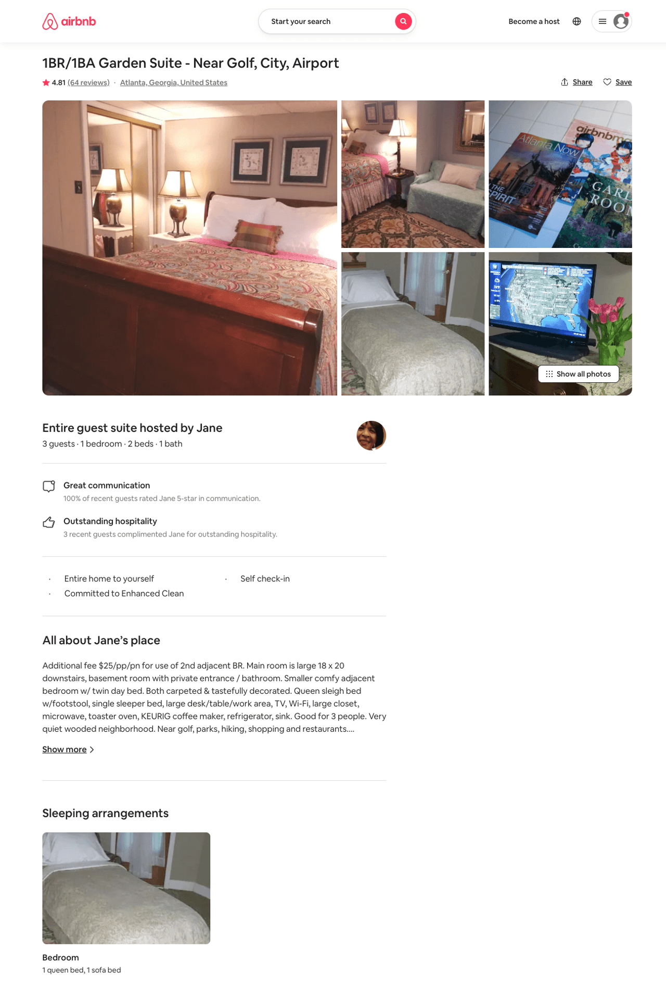 airbnb
Start your search
Become a host
1BR/1BA Garden Suite - Near Golf, City, Airport
4.81 (64 reviews) · Atlanta, Georgia, United States
Share
Save
Atlanta Now
airbnbm
THE
SPIRIT
GARD
ROOM
Show all photos
Entire guest suite hosted by Jane
3 guests · 1 bedroom · 2 beds · 1 bath
Great communication
100% of recent guests rated Jane 5-star in communication.
Outstanding hospitality
3 recent guests complimented Jane for outstanding hospitality.
· Entire home to yourself
· Self check-in
· Committed to Enhanced Clean
All about Jane’s place
Additional fee $25/pp/pn for use of 2nd adjacent BR. Main room is large 18 x 20
downstairs, basement room with private entrance / bathroom. Smaller comfy adjacent
bedroom w/ twin day bed. Both carpeted & tastefully decorated. Queen sleigh bed
w/footstool, single sleeper bed, large desk/table/work area, TV, Wi-Fi, large closet,
microwave, toaster oven, KEURIG coffee maker, refrigerator, sink. Good for 3 people. Very
quiet wooded neighborhood. Near golf, parks, hiking, shopping and restaurants....
Show more
Sleeping arrangements
Bedroom
1 queen bed, 1 sofa bed